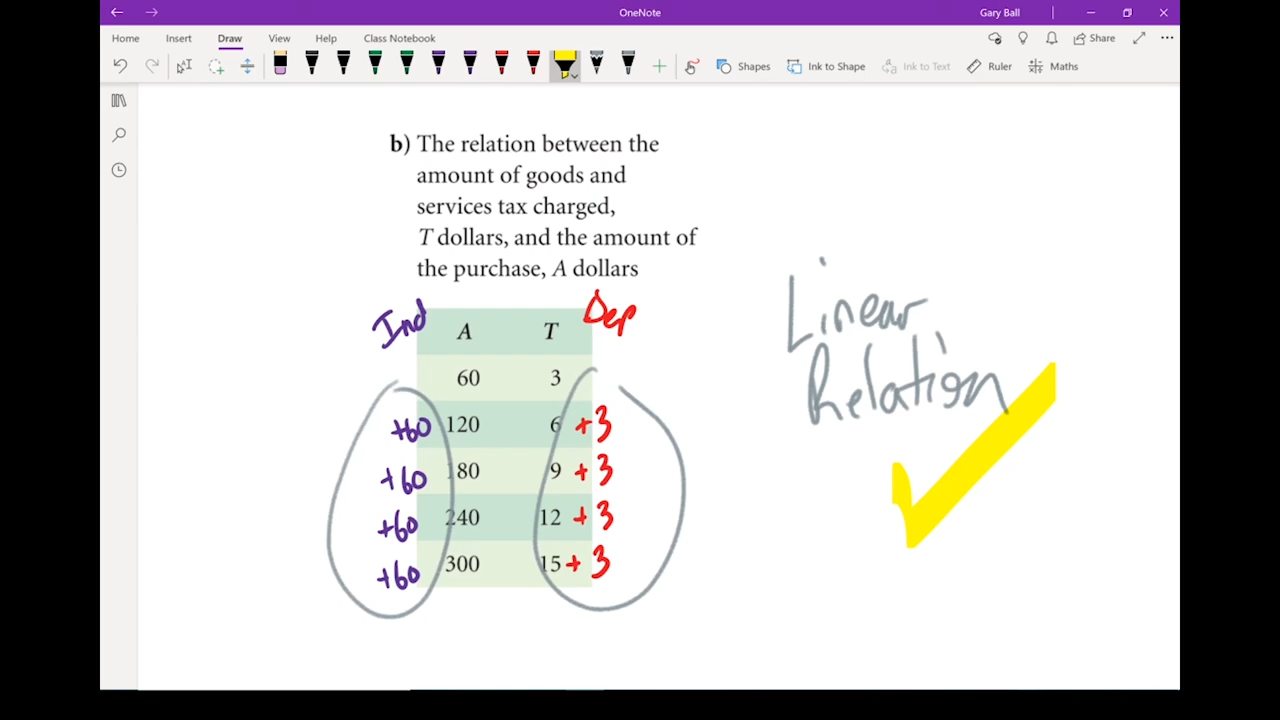 OneNote
Gary Ball
Home Insert Draw View Help Class Notebook
Share
Shapes Ink to Shape Ink to Text Ruler Maths
b) The relation between the
amount of goods and
services tax charged,
T dollars, and the amount of
the purchase, A dollars
Ind A T Dep
60 3
+60 120 6 +3
+60 180 9 +3
+60 240 12 +3
+60 300 15 +3
Linear
Relation